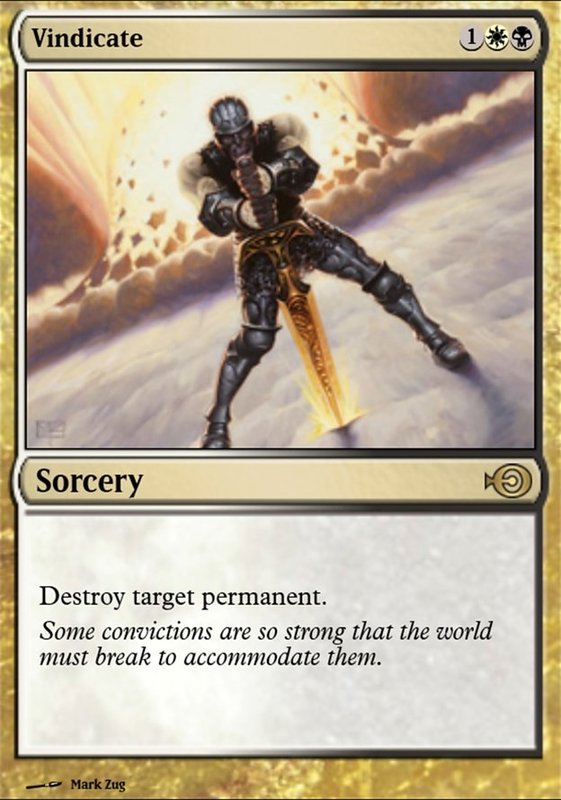 Vindicate 1
Sorcery
Destroy target permanent.
Some convictions are so strong that the world
must break to accommodate them.
Mark Zug